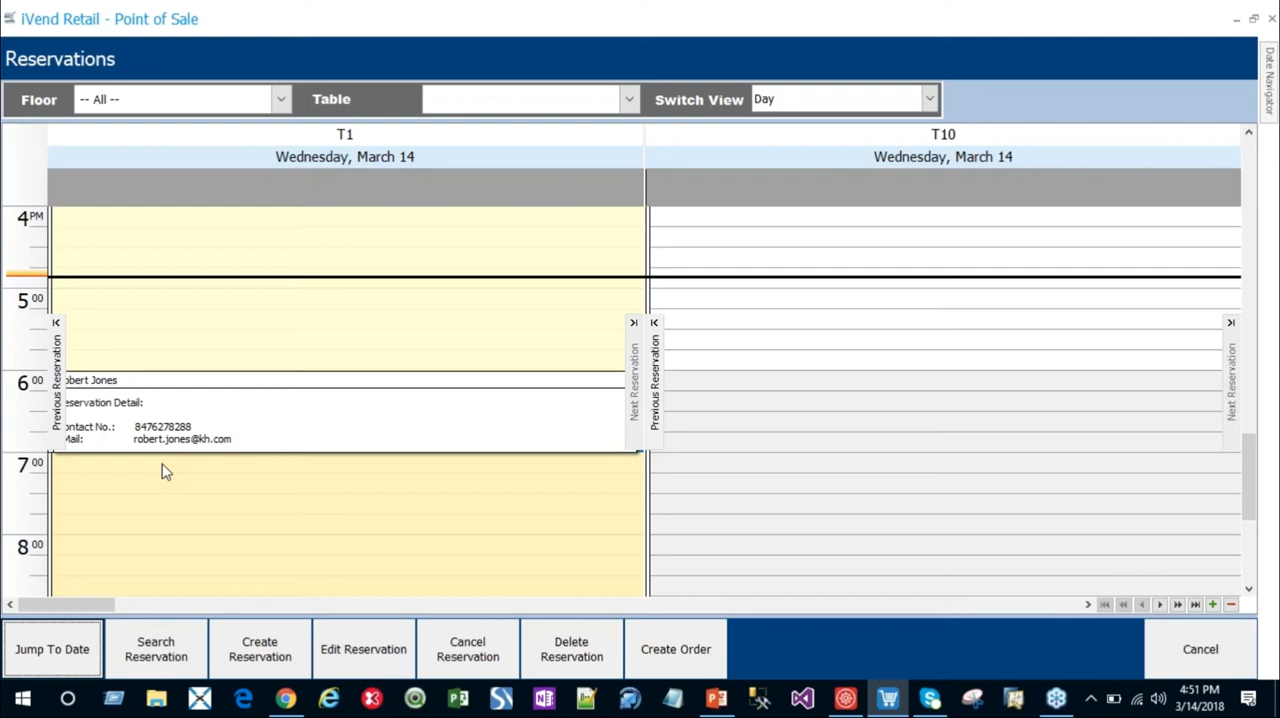 iVend Retail - Point of Sale
Reservations
Floor -- All -- Table Switch View Day
Date Navigator
T1 T10
Wednesday, March 14 Wednesday, March 14
4 PM
5 00
Previous Reservation
Next Reservation
Previous Reservation
Next Reservation
6 00
obert Jones
eservation Detail:
ontact No.: 8476278288
Mail: robert.jones@kh.com
7 00
8 00
Jump To Date
Search Reservation
Create Reservation
Edit Reservation
Cancel Reservation
Delete Reservation
Create Order
Cancel
4:51 PM
3/14/2018